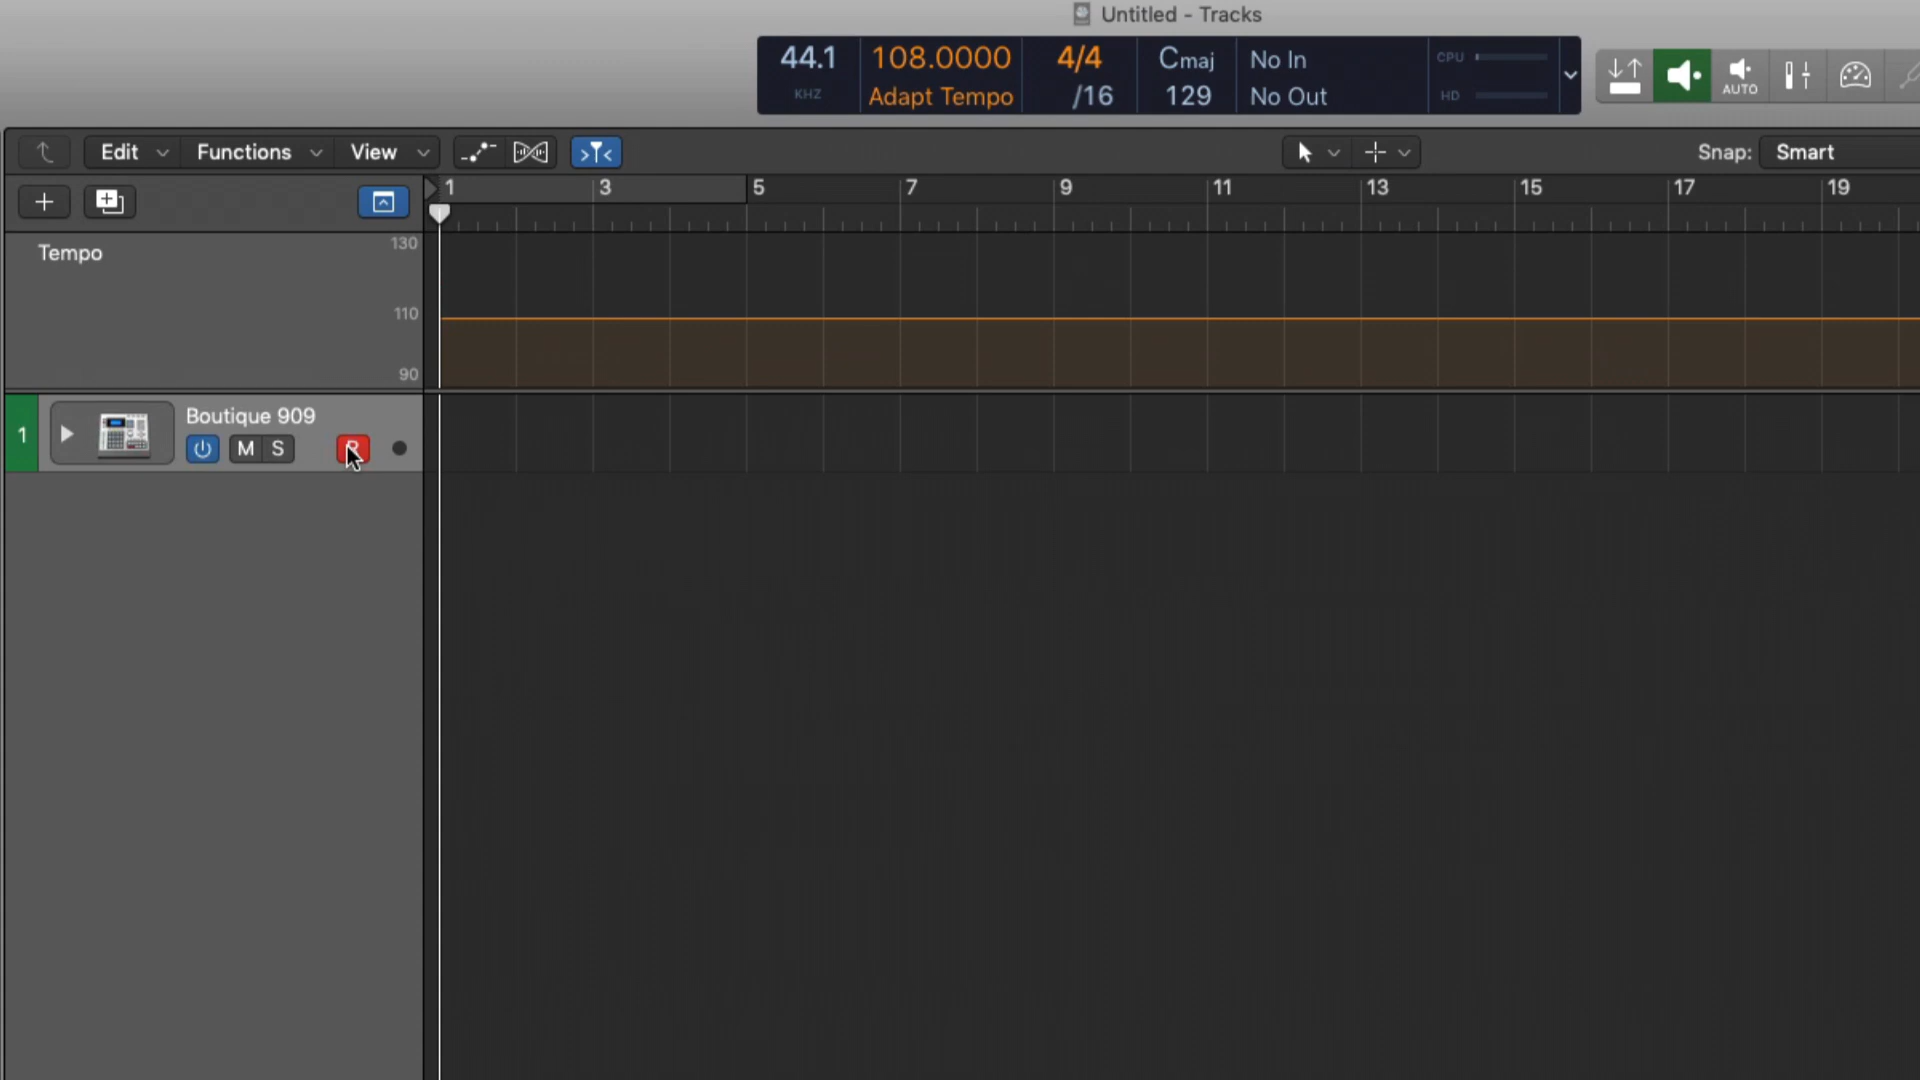 Untitled - Tracks
44.1 108.0000 4/4 Cmaj No In CPU
KHZ Adapt Tempo /16 129 No Out HD
AUTO
Edit Functions View Snap: Smart
1 3 5 7 9 11 13 15 17 19
Tempo 130
110
90
1 Boutique 909
M S R